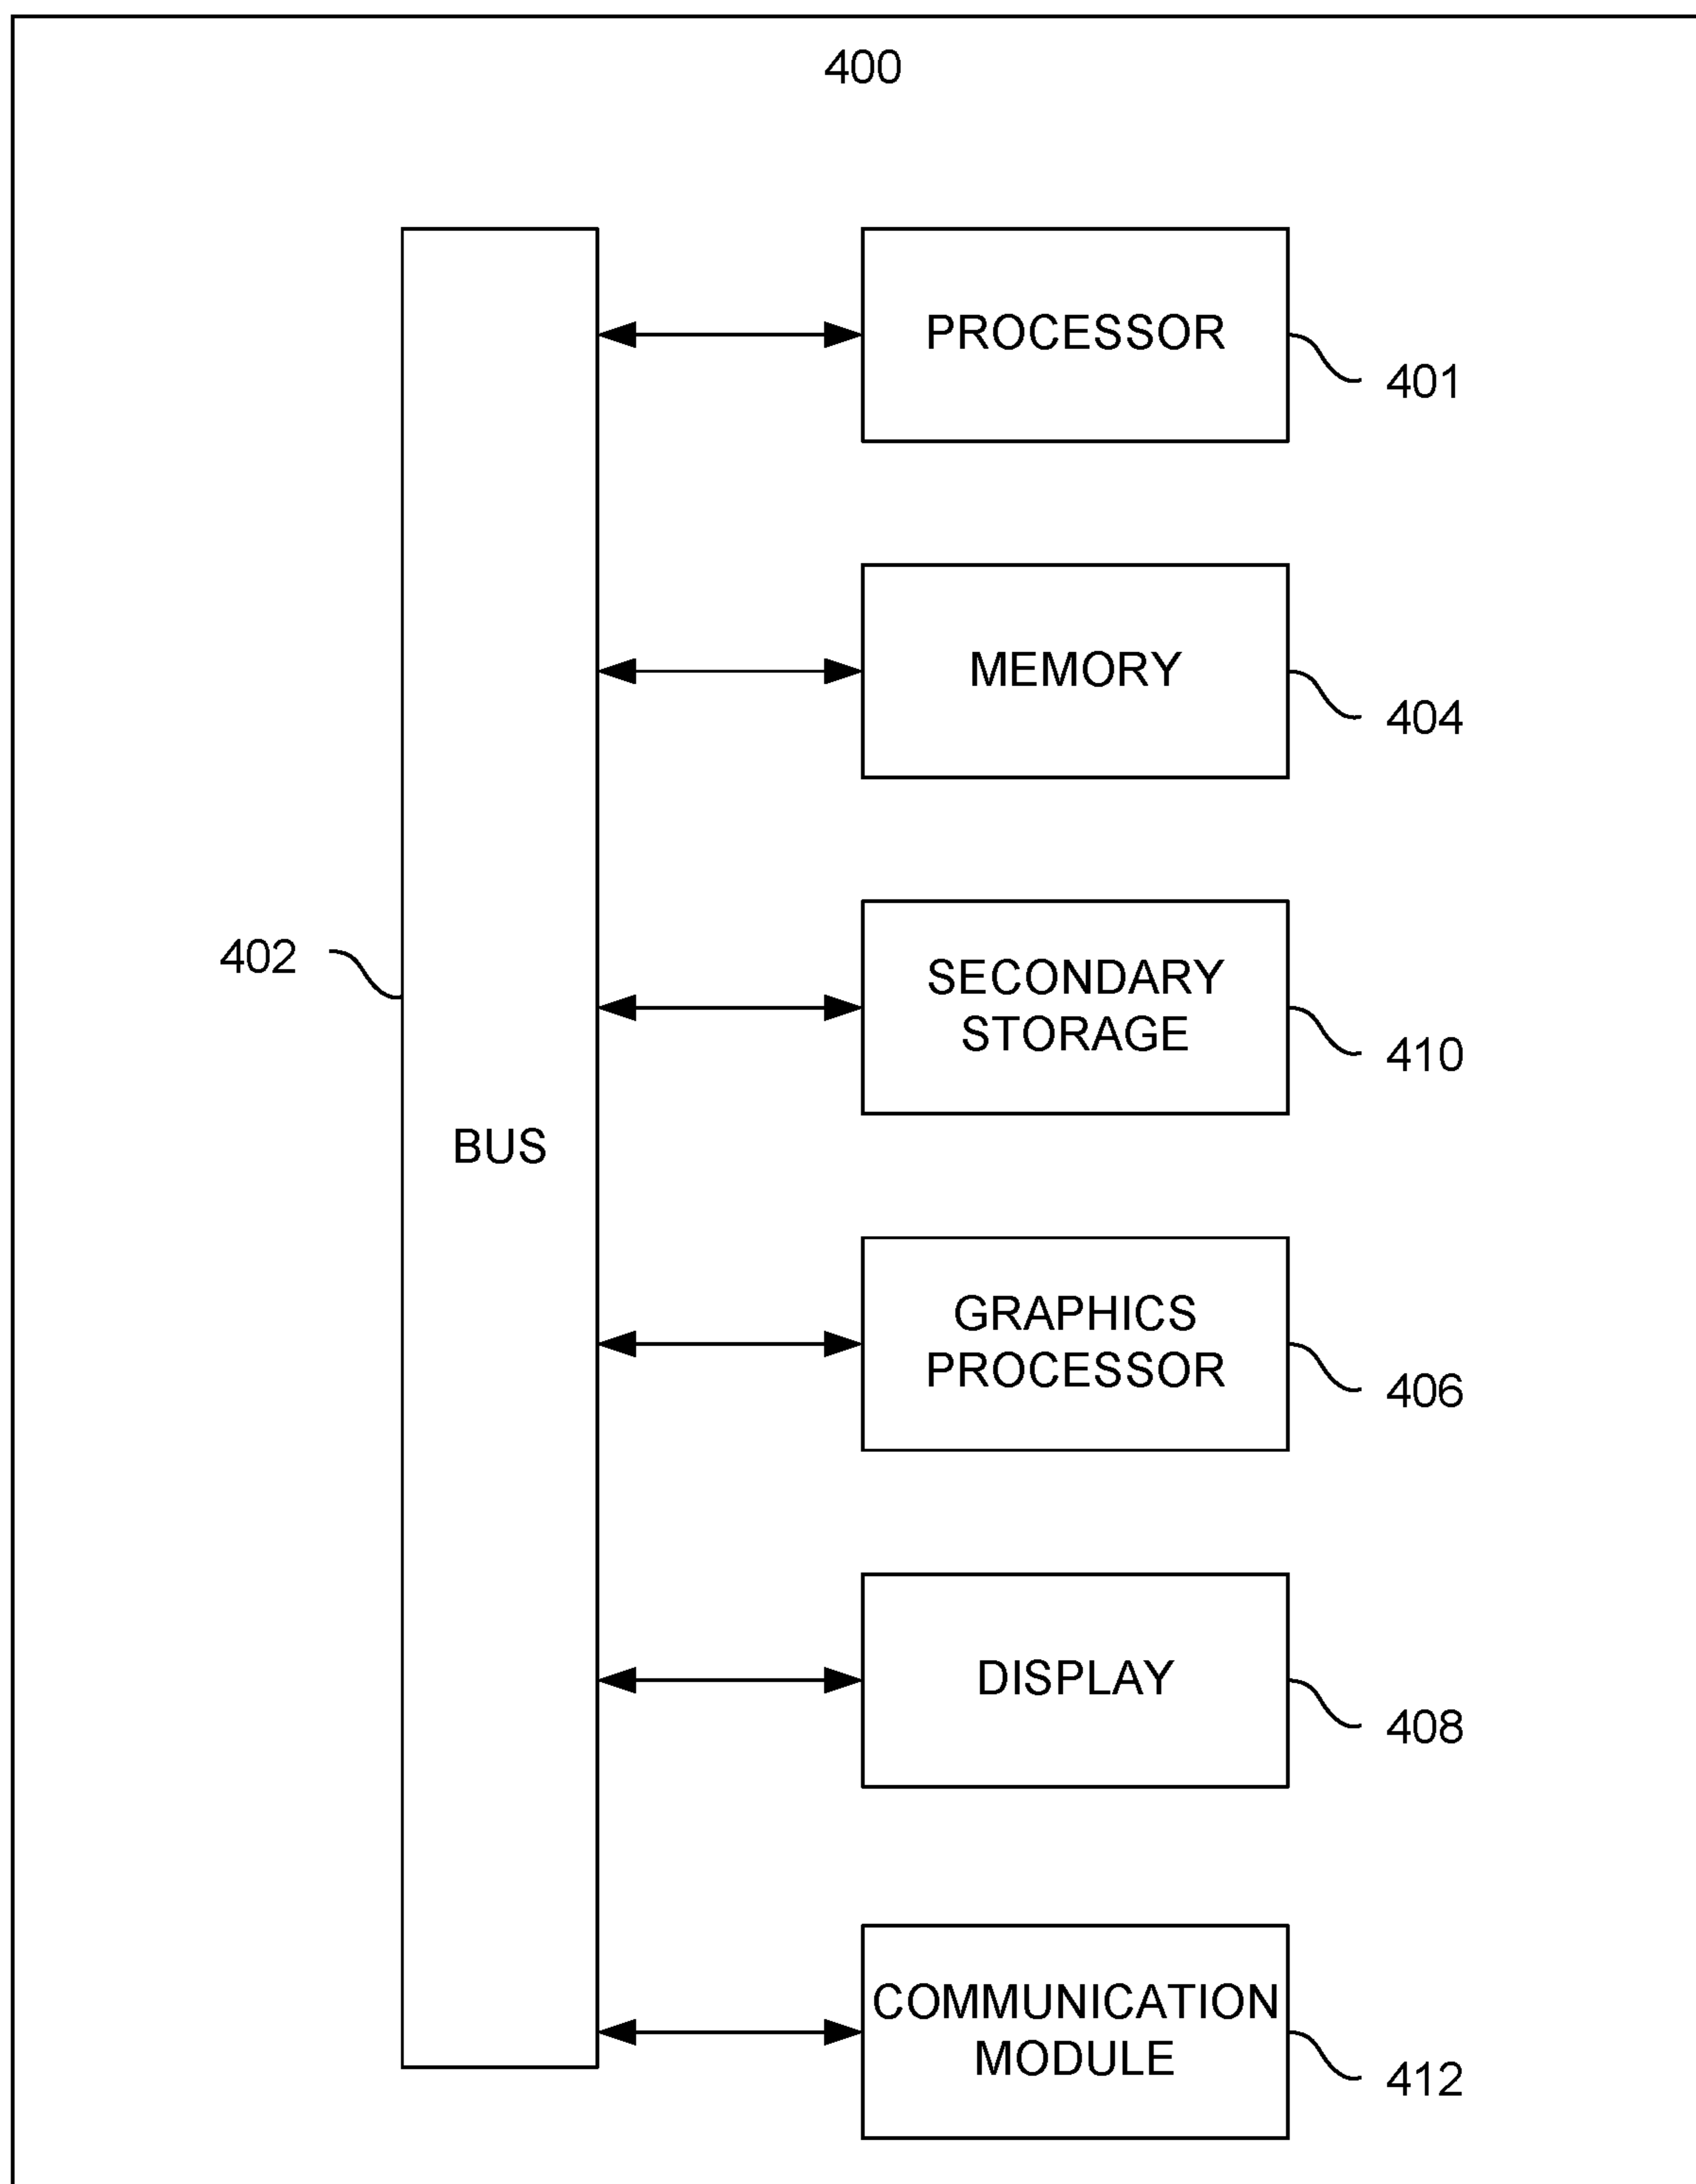 400
PROCESSOR
401
MEMORY
404
402
SECONDARY
STORAGE
410
BUS
GRAPHICS
PROCESSOR
406
DISPLAY
408
COMMUNICATION
MODULE
412